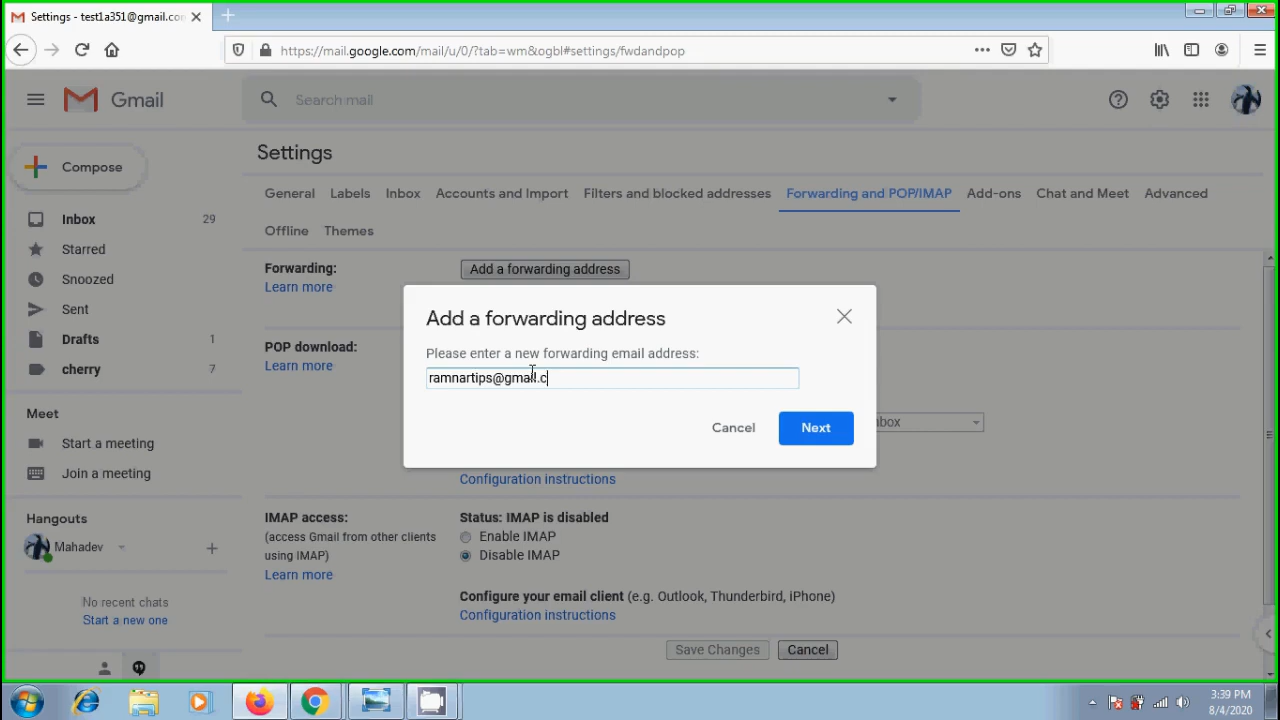 Settings - test1a351@gmail.co
https://mail.google.com/mail/u/0/?tab=wm&ogbl#settings/fwdandpop
Gmail
Search mail
Compose
Inbox 29
Starred
Snoozed
Sent
Drafts 1
cherry 7
Meet
Start a meeting
Join a meeting
Hangouts
Mahadev
No recent chats
Start a new one
Settings
General Labels Inbox Accounts and Import Filters and blocked addresses Forwarding and POP/IMAP Add-ons Chat and Meet Advanced
Offline Themes
Forwarding: Add a forwarding address
Learn more
POP download:
Learn more
Add a forwarding address
Please enter a new forwarding email address:
ramnartips@gmail.c
Cancel Next
nbox
Configuration instructions
IMAP access: Status: IMAP is disabled
(access Gmail from other clients Enable IMAP
using IMAP) Disable IMAP
Learn more
Configure your email client (e.g. Outlook, Thunderbird, iPhone)
Configuration instructions
Save Changes Cancel
3:39 PM
8/4/2020